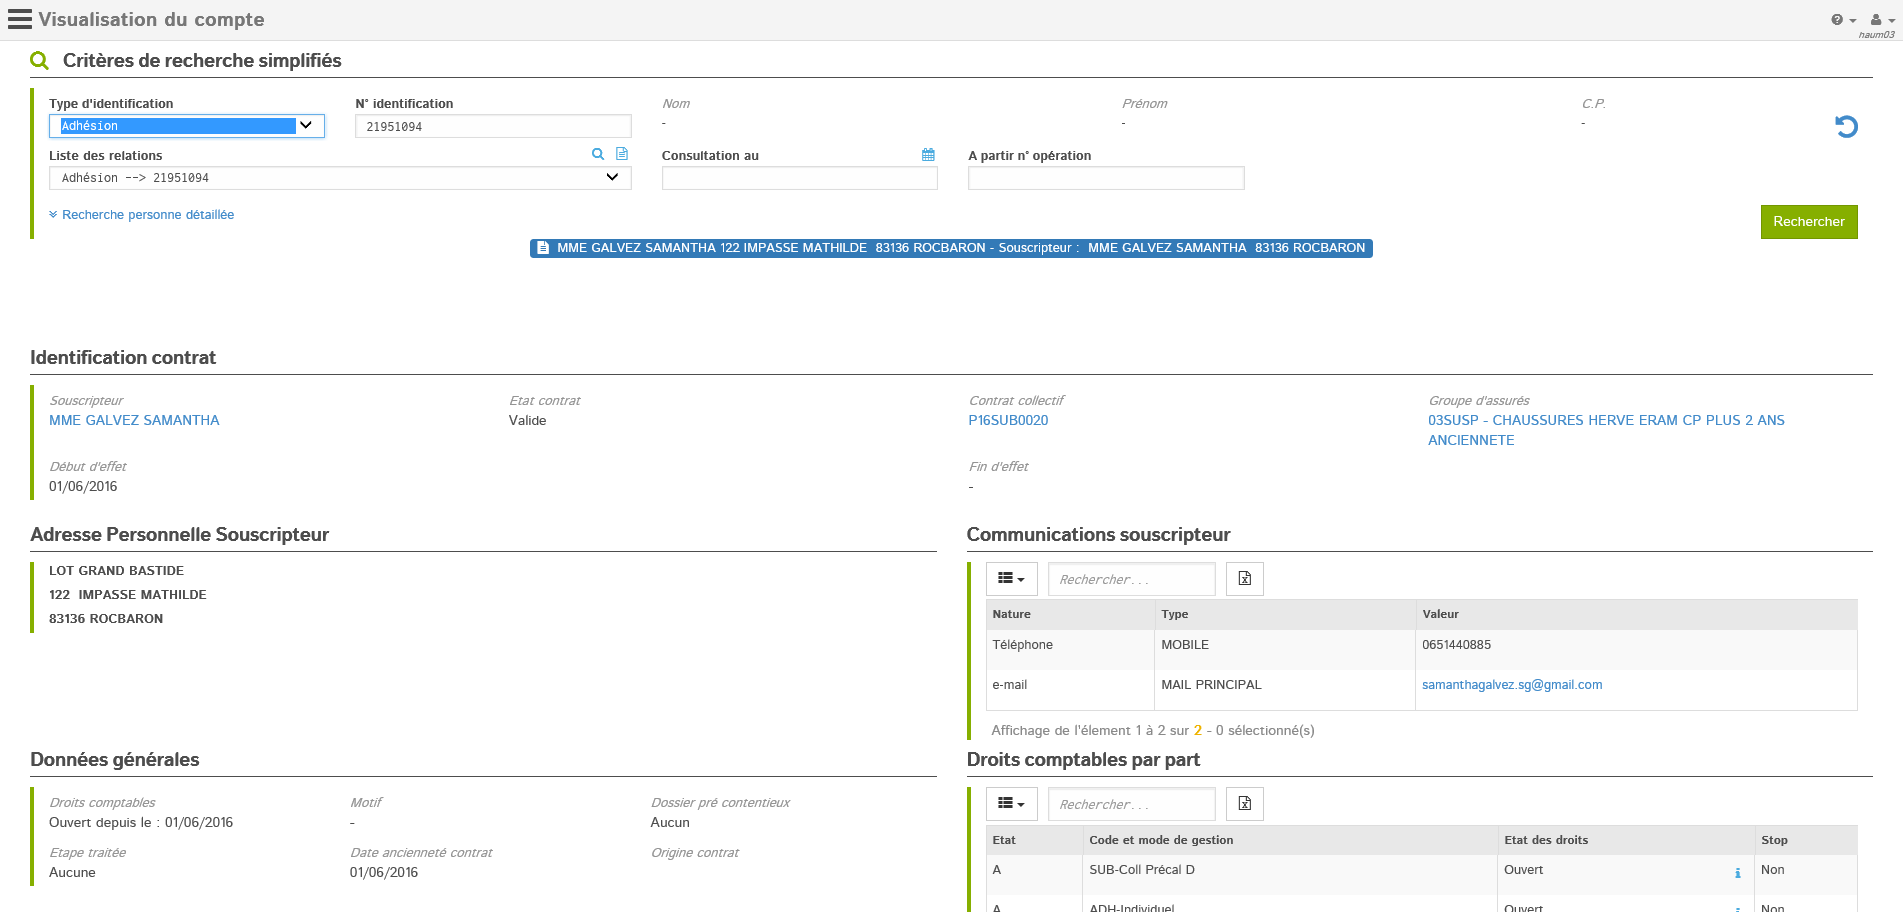 Visualisation du compte
haum03
Critères de recherche simplifiés
Type d'identification
N° identification
Nom
Prénom
C.P.
Adhésion
21951094
-
-
-
Liste des relations
Consultation au
A partir n° opération
Adhésion --> 21951094
Recherche personne détaillée
Rechercher
MME GALVEZ SAMANTHA 122 IMPASSE MATHILDE  83136 ROCBARON - Souscripteur :  MME GALVEZ SAMANTHA  83136 ROCBARON
Identification contrat
Souscripteur
Etat contrat
Contrat collectif
Groupe d'assurés
MME GALVEZ SAMANTHA
Valide
P16SUB0020
03SUSP - CHAUSSURES HERVE ERAM CP PLUS 2 ANS
ANCIENNETE
Début d'effet
Fin d'effet
01/06/2016
-
Adresse Personnelle Souscripteur
LOT GRAND BASTIDE
122  IMPASSE MATHILDE
83136 ROCBARON
Communications souscripteur
Rechercher...
Nature
Type
Valeur
Téléphone
MOBILE
0651440885
e-mail
MAIL PRINCIPAL
samanthagalvez.sg@gmail.com
Affichage de l'élement 1 à 2 sur 2 - 0 sélectionné(s)
Données générales
Droits comptables
Motif
Dossier pré contentieux
Ouvert depuis le : 01/06/2016
-
Aucun
Etape traitée
Date ancienneté contrat
Origine contrat
Aucune
01/06/2016
Droits comptables par part
Rechercher...
Etat
Code et mode de gestion
Etat des droits
Stop
A
SUB-Coll Précal D
Ouvert
Non
A
ADH-Individuel
Ouvert
Non